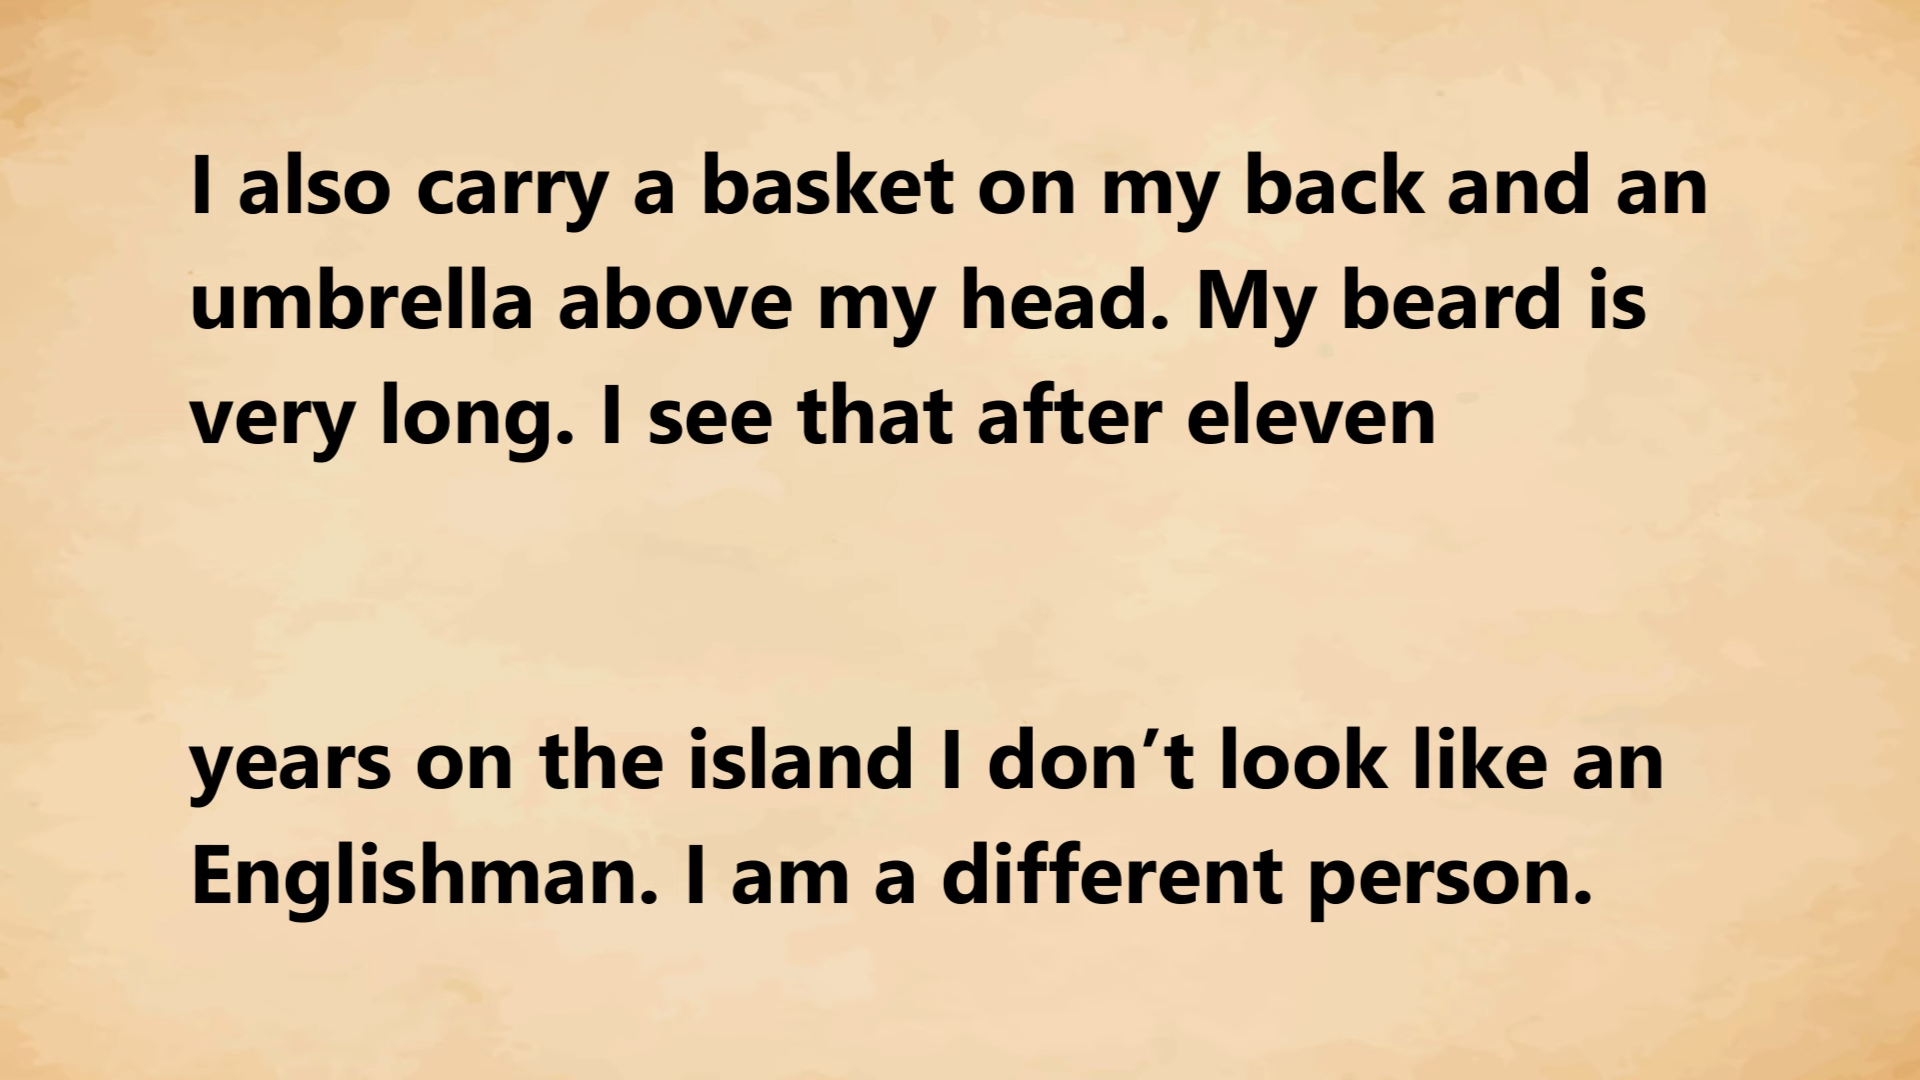 I also carry a basket on my back and an
umbrella above my head. My beard is
very long. I see that after eleven
years on the island I don’t look like an
Englishman. I am a different person.